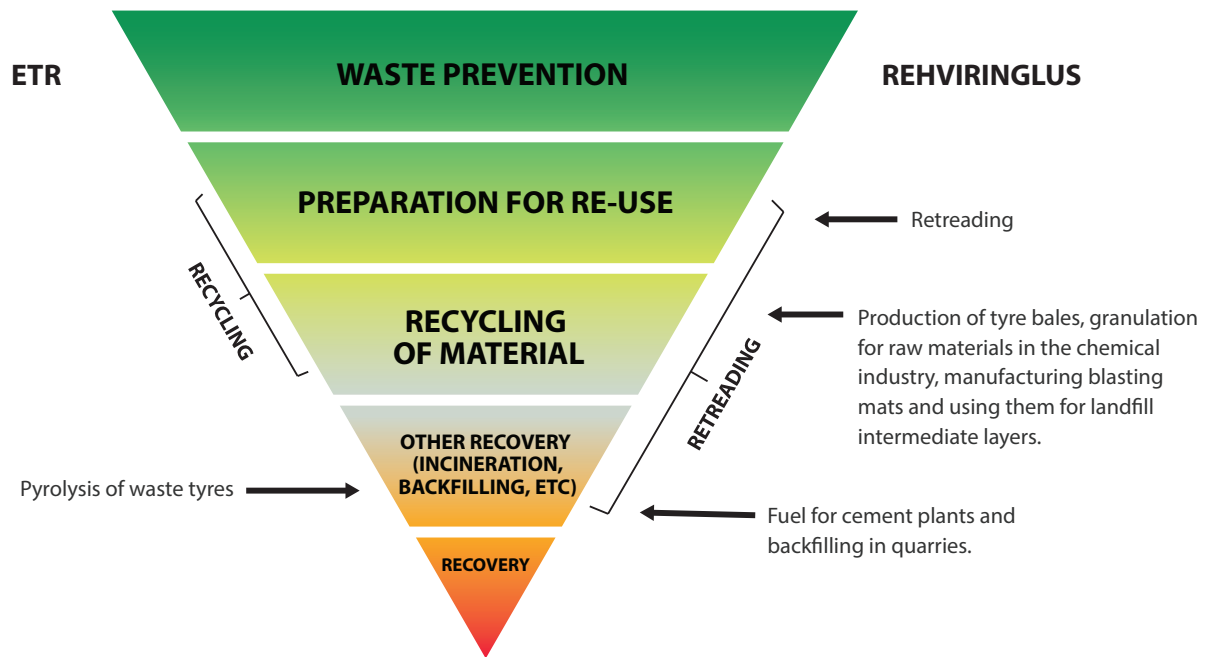 ETR
WASTE PREVENTION
REHVIRINGLUS
PREPARATION FOR RE-USE
Retreading
RECYCLING
RECYCLING
OF MATERIAL
Production of tyre bales, granulation
for raw materials in the chemical
industry, manufacturing blasting
mats and using them for landfill
intermediate layers.
RETREADING
OTHER RECOVERY
(INCINERATION,
BACKFILLING, ETC)
Pyrolysis of waste tyres
Fuel for cement plants and
backfilling in quarries.
RECOVERY